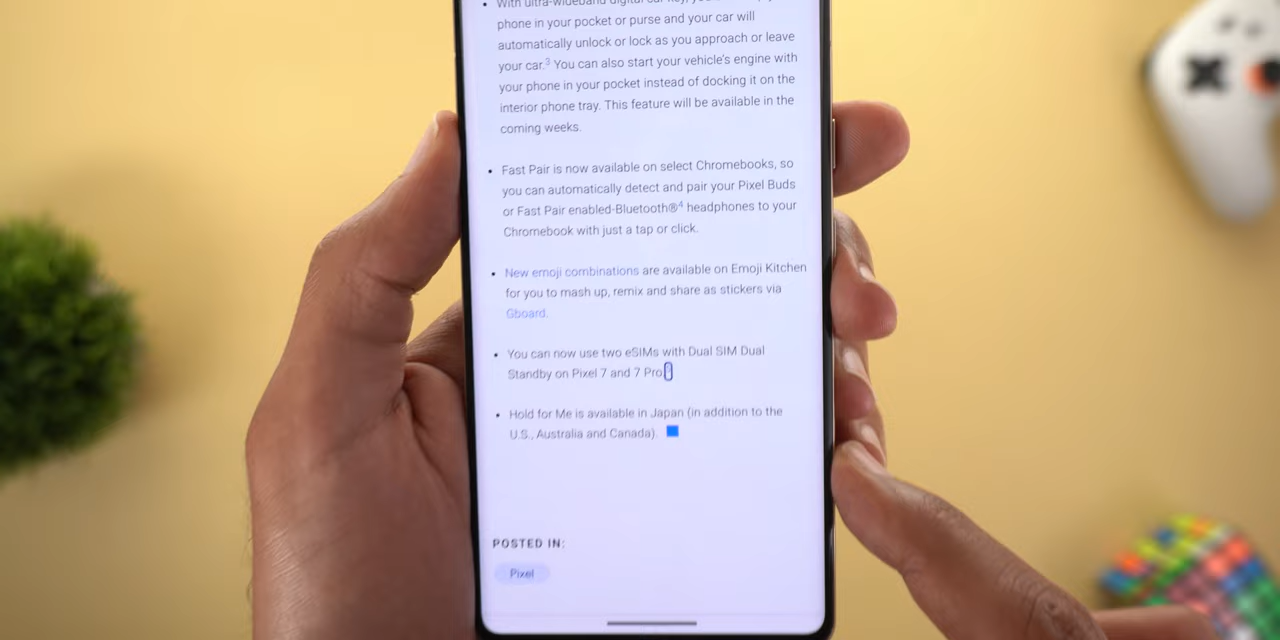 phone in your pocket or purse and your car will
automatically unlock or lock as you approach or leave
your car.³ You can also start your vehicle's engine with
your phone in your pocket instead of docking it on the
interior phone tray. This feature will be available in the
coming weeks.
• Fast Pair is now available on select Chromebooks, so
you can automatically detect and pair your Pixel Buds
or Fast Pair enabled-Bluetooth®⁴ headphones to your
Chromebook with just a tap or click.
• New emoji combinations are available on Emoji Kitchen
for you to mash up, remix and share as stickers via
Gboard.
• You can now use two eSIMs with Dual SIM Dual
Standby on Pixel 7 and 7 Pro
• Hold for Me is available in Japan (in addition to the
U.S., Australia and Canada).
POSTED IN:
Pixel